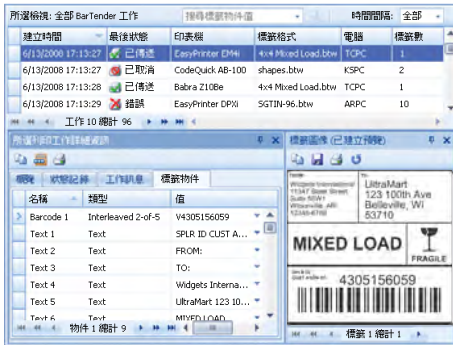 所選檢視: 全部 BarTender 工作 搜尋標籤物件值 時間間隔: 全部
建立時間 最後狀態 印表機 標籤格式 電腦 標籤數
6/13/2008 17:13:27 已傳送 EasyPrinter EM4i 4x4 Mixed Load.btw TCPC 1
6/13/2008 17:13:27 已取消 CodeQuick AB-100 shapes.btw KSPC 2
6/13/2008 17:13:28 已傳送 Babra Z10Be 4x4 Mixed Load.btw TCPC 1
6/13/2008 17:13:29 錯誤 EasyPrinter DPXi SGTIN-96.btw ARPC 10
工作 10 總計 96
所選列印工作詳細資訊
概覽 狀態記錄 工作訊息 標籤物件
名稱 類型 值
Barcode 1 Interleaved 2-of-5 V4305156059
Text 1 Text SPLR ID CUST A...
Text 2 Text FROM:
Text 3 Text TO:
Text 4 Text Widgets Interna...
Text 5 Text UltraMart 123 10...
Text 6 Text MIXED LOAD
物件 1 總計 9
標籤圖像 (已建立預覽)
Widgets International
UltraMart
123 100th Ave
Belleville, WI
53710
MIXED LOAD
FRAGILE
4305156059
標籤 1 總計 1